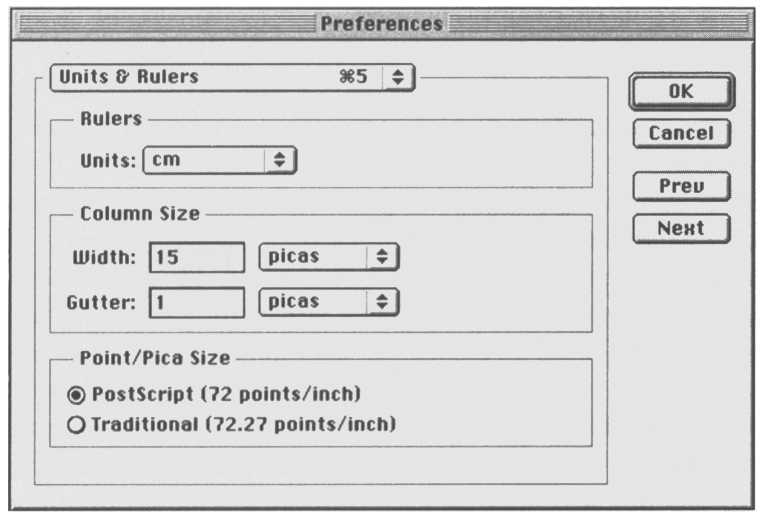 Preferences
Units & Rulers ⌘5
OK
Rulers
Cancel
Units: cm
Prev
Column Size
Next
Width: 15 picas
Gutter: 1 picas
Point/Pica Size
PostScript (72 points/inch)
Traditional (72.27 points/inch)